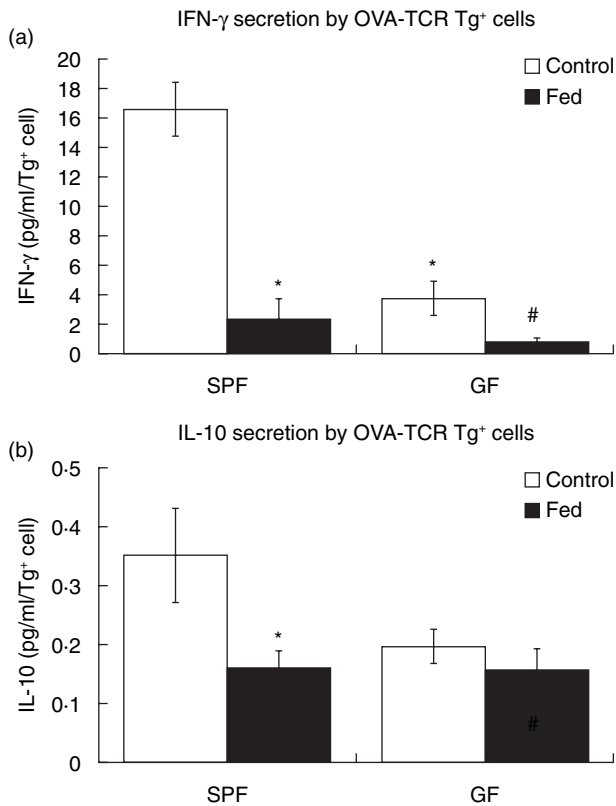 IFN-γ secretion by OVA-TCR Tg⁺ cells
(a)
20
18
16
14
12
10
8
6
4
2
0
IFN-γ (pg/ml/Tg⁺ cell)
Control
Fed
*
*
#
SPF
GF
IL-10 secretion by OVA-TCR Tg⁺ cells
(b)
0·5
0·4
0·3
0·2
0·1
0
IL-10 (pg/ml/Tg⁺ cell)
Control
Fed
*
#
SPF
GF